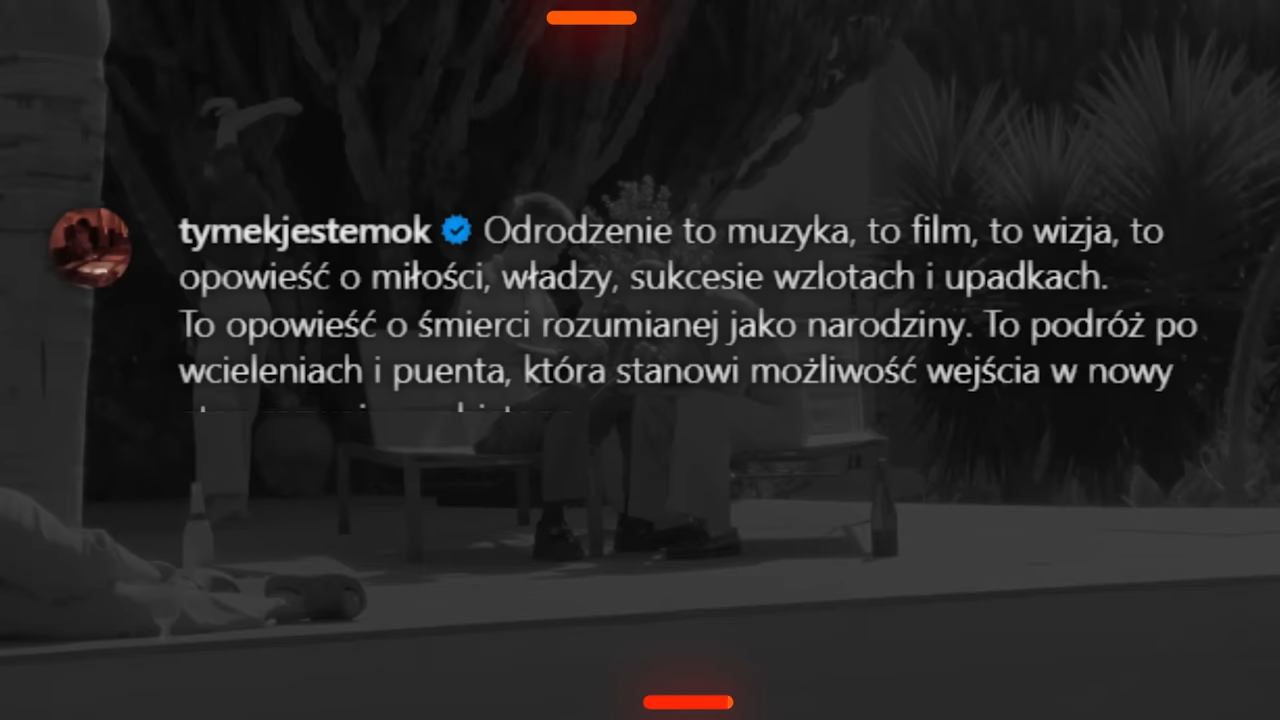 tymekjestemok Odrodzenie to muzyka, to film, to wizja, to
opowieść o miłości, władzy, sukcesie wzlotach i upadkach.
To opowieść o śmierci rozumianej jako narodziny. To podróż po
wcieleniach i puenta, która stanowi możliwość wejścia w nowy